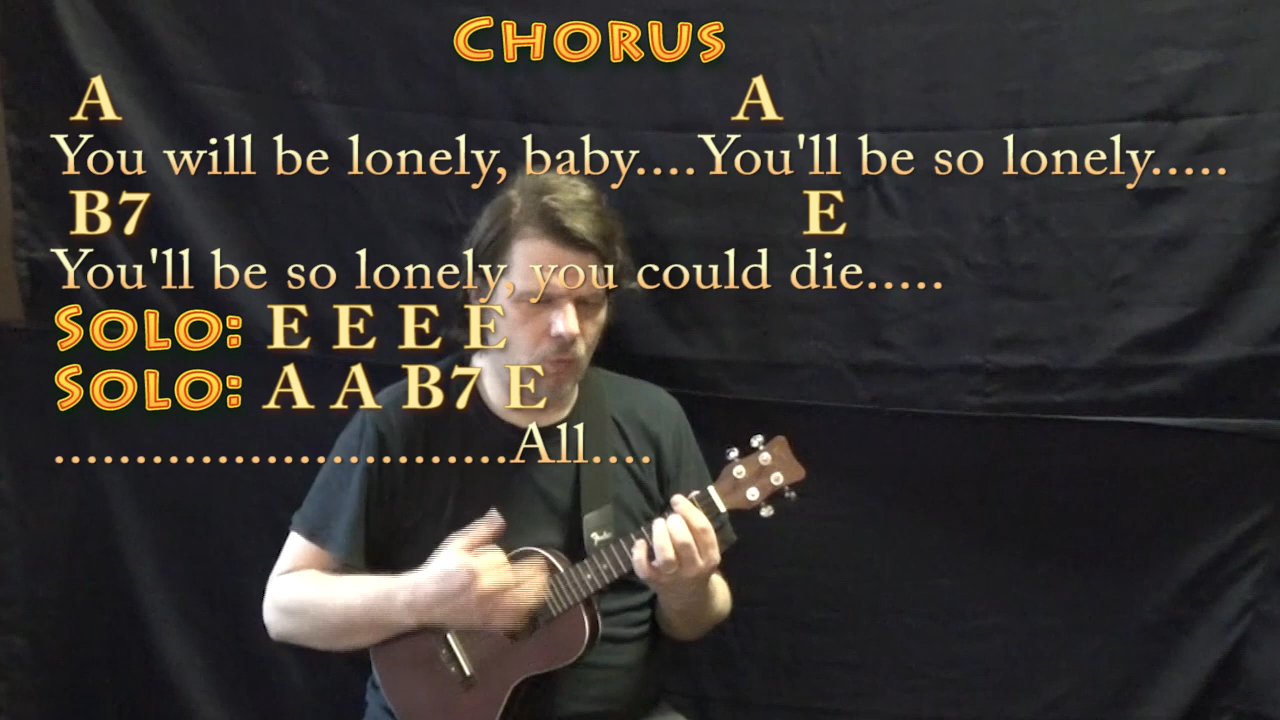 CHORUS
A A
You will be lonely, baby....You'll be so lonely.....
B7 E
You'll be so lonely, you could die.....
SOLO: E E E E
SOLO: A A B7 E
............................All....
Fender